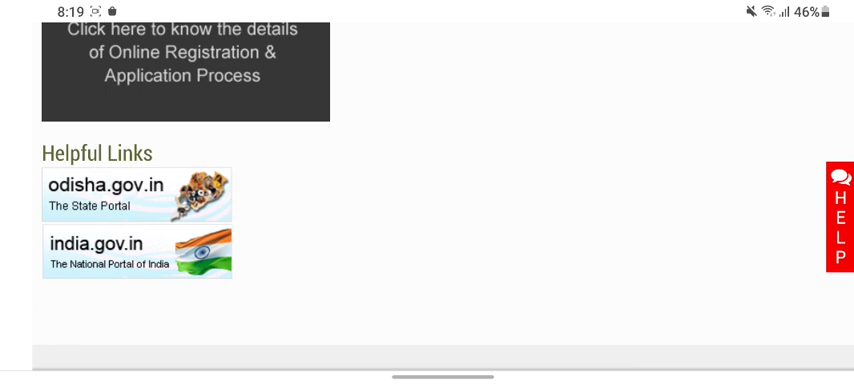 8:19
46%
Click here to know the details
of Online Registration &
Application Process
Helpful Links
odisha.gov.in
The State Portal
india.gov.in
The National Portal of India
HELP